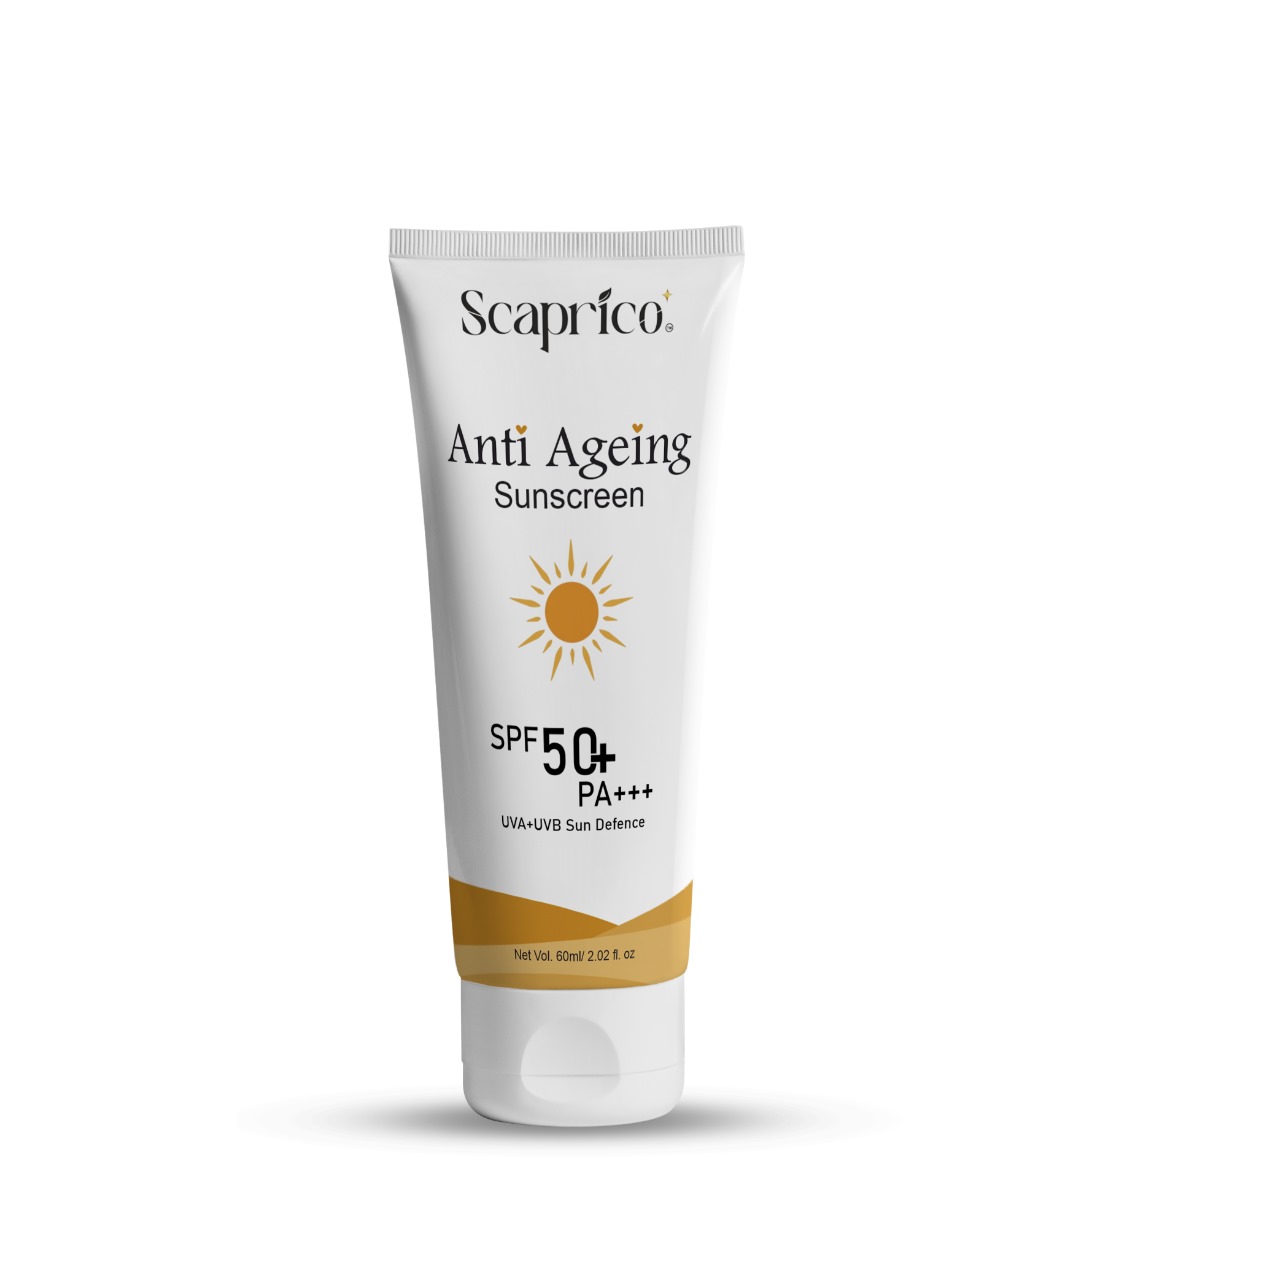 Scaprico
Anti Ageing
Sunscreen
SPF 50+
PA+++
UVA+UVB Sun Defence
Net Vol. 60ml/ 2.02 fl. oz